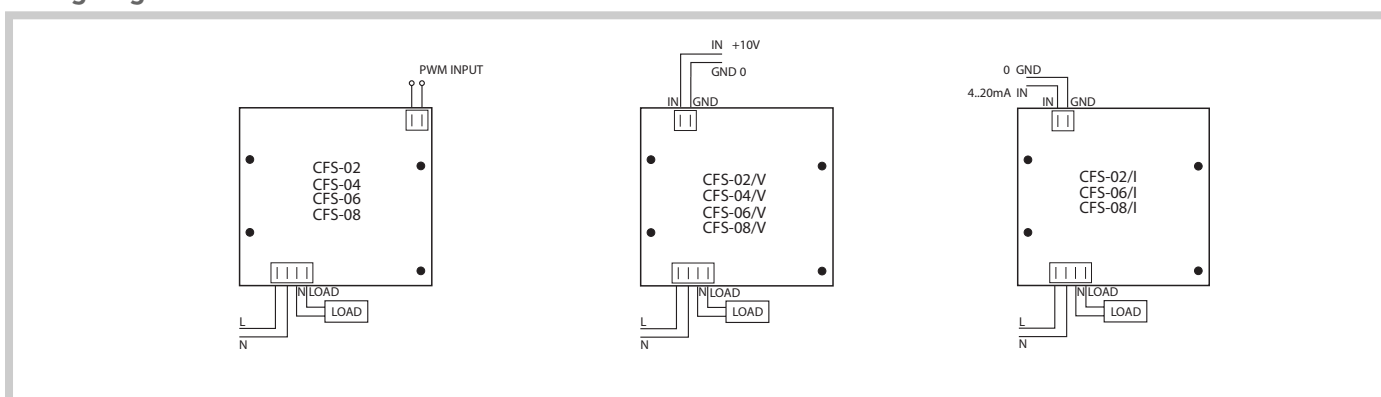 PWM INPUT
CFS-02
CFS-04
CFS-06
CFS-08
N LOAD
LOAD
L
N
IN +10V
GND 0
IN GND
CFS-02/V
CFS-04/V
CFS-06/V
CFS-08/V
N LOAD
LOAD
L
N
0 GND
4..20mA IN
IN GND
CFS-02/I
CFS-06/I
CFS-08/I
N LOAD
LOAD
L
N